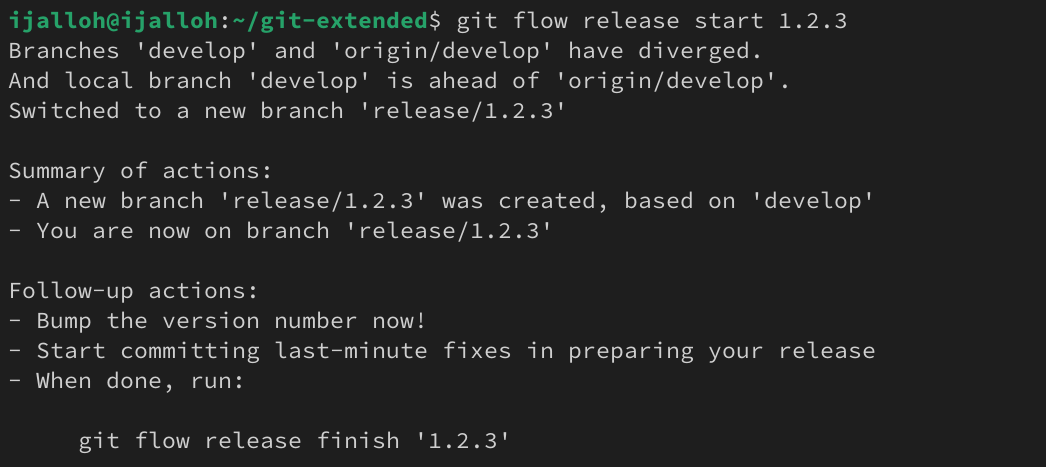 ijalloh@ijalloh:~/git-extended$ git flow release start 1.2.3
Branches 'develop' and 'origin/develop' have diverged.
And local branch 'develop' is ahead of 'origin/develop'.
Switched to a new branch 'release/1.2.3'

Summary of actions:
- A new branch 'release/1.2.3' was created, based on 'develop'
- You are now on branch 'release/1.2.3'

Follow-up actions:
- Bump the version number now!
- Start committing last-minute fixes in preparing your release
- When done, run:

     git flow release finish '1.2.3'